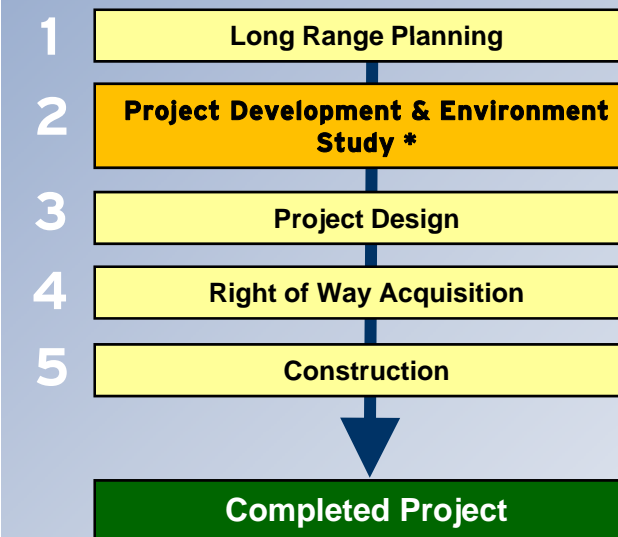 1 Long Range Planning
2 Project Development & Environment
Study *
3 Project Design
4 Right of Way Acquisition
5 Construction
Completed Project